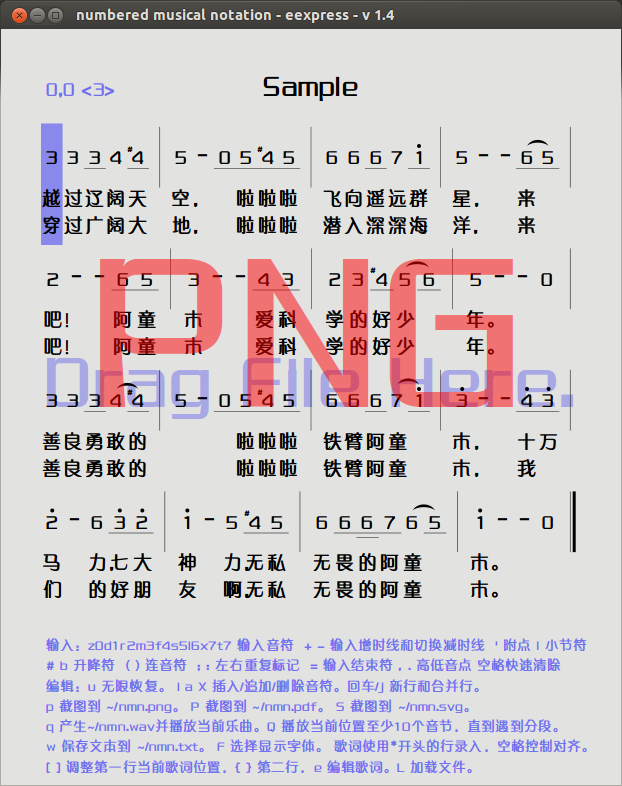 numbered musical notation - eexpress - v 1.4
0,0 <3>
Sample
3 3 3 4 #4 5 - 0 5 #4 5 6 6 6 7 1 5 - - 6 5
越过辽阔天 空， 啦啦啦 飞向遥远群 星， 来
穿过广阔大 地， 啦啦啦 潜入深深海 洋， 来
2 - - 6 5 3 - - 4 3 2 3 #4 5 6 5 - - 0
吧！ 阿童 木 爱科 学的好少 年。
吧！ 阿童 木 爱科 学的好少 年。
PNG
Drag File Here.
3 3 3 4 #4 5 - 0 5 #4 5 6 6 6 7 1 3 - - 4 3
善良勇敢的 啦啦啦 铁臂阿童 木， 十万
善良勇敢的 啦啦啦 铁臂阿童 木， 我
2 - 6 3 2 1 - 5 #4 5 6 6 6 7 6 5 1 - - 0
马 力,七大 神 力,无私 无畏的阿童 木。
们 的好朋 友 啊,无私 无畏的阿童 木。
输入：z0d1r2m3f4s5l6x7t7 输入音符 + - 输入增时线和切换减时线 ' 附点 | 小节符
# b 升降符 ( ) 连音符 ; : 左右重复标记 = 输入结束符 , . 高低音点 空格快速清除
编辑：u 无限恢复。 i a X 插入/追加/删除音符。回车/J 新行和合并行。
p 截图到 ~/nmn.png。 P 截图到 ~/nmn.pdf。 S 截图到 ~/nmn.svg。
q 产生~/nmn.wav并播放当前乐曲。Q 播放当前位置至少10个音节，直到遇到分段。
w 保存文本到 ~/nmn.txt。 F 选择显示字体。 歌词使用*开头的行录入，空格控制对齐。
[ ] 调整第一行当前歌词位置，{ } 第二行，e 编辑歌词。L 加载文件。